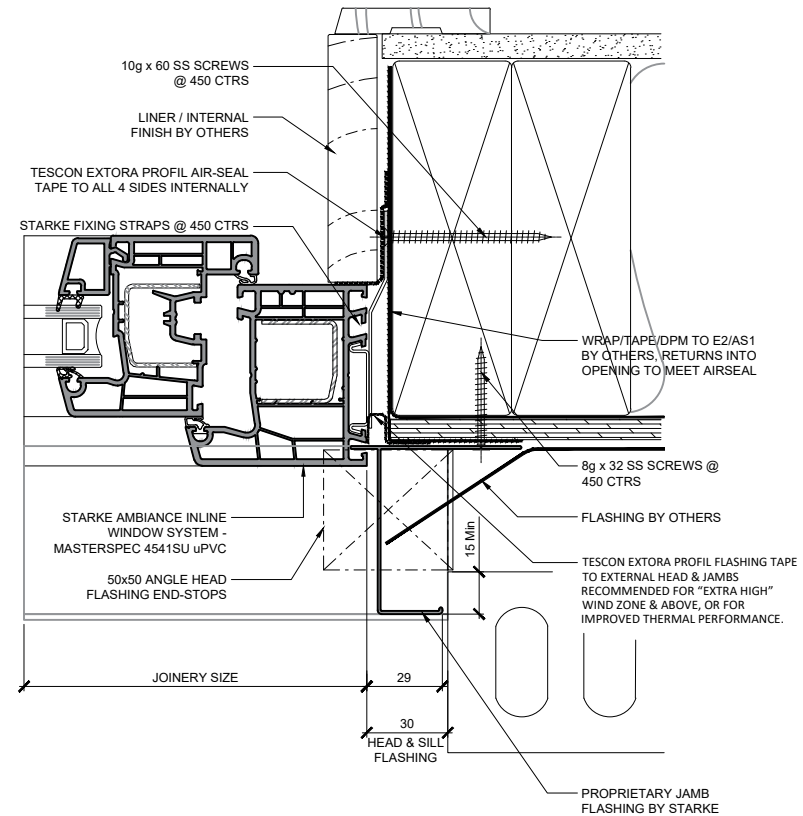 10g x 60 SS SCREWS
@ 450 CTRS
LINER / INTERNAL
FINISH BY OTHERS
TESCON EXTORA PROFIL AIR-SEAL
TAPE TO ALL 4 SIDES INTERNALLY
STARKE FIXING STRAPS @ 450 CTRS
WRAP/TAPE/DPM TO E2/AS1
BY OTHERS, RETURNS INTO
OPENING TO MEET AIRSEAL
8g x 32 SS SCREWS @
450 CTRS
STARKE AMBIANCE INLINE
WINDOW SYSTEM -
MASTERSPEC 4541SU uPVC
FLASHING BY OTHERS
15 Min
50x50 ANGLE HEAD
FLASHING END-STOPS
TESCON EXTORA PROFIL FLASHING TAPE
TO EXTERNAL HEAD & JAMBS
RECOMMENDED FOR "EXTRA HIGH"
WIND ZONE & ABOVE, OR FOR
IMPROVED THERMAL PERFORMANCE.
JOINERY SIZE
29
30
HEAD & SILL
FLASHING
PROPRIETARY JAMB
FLASHING BY STARKE